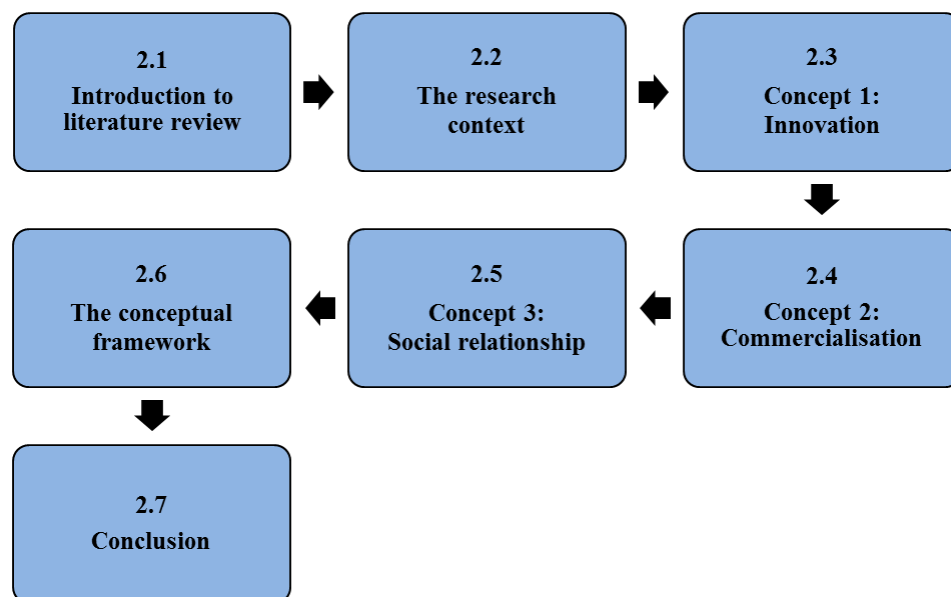 2.1
Introduction to
literature review
2.2
The research
context
2.3
Concept 1:
Innovation
2.4
Concept 2:
Commercialisation
2.5
Concept 3:
Social relationship
2.6
The conceptual
framework
2.7
Conclusion